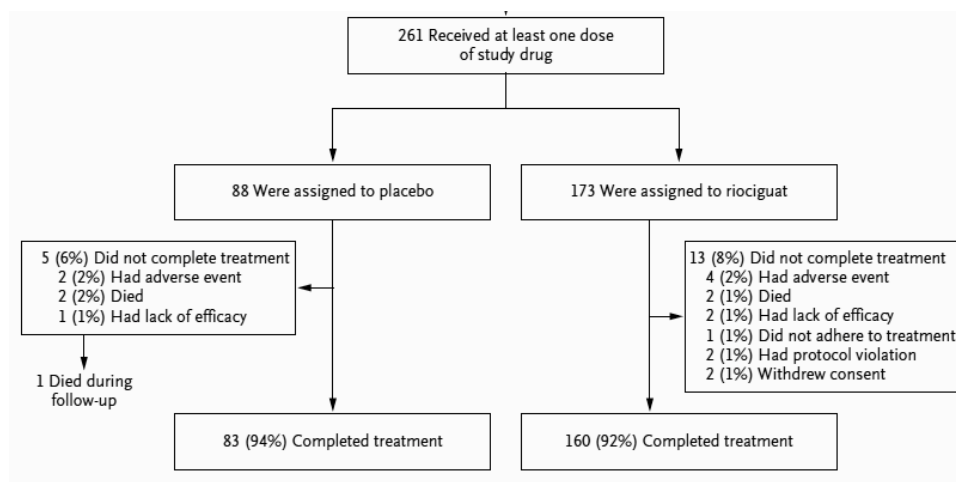 261 Received at least one dose
of study drug
88 Were assigned to placebo
173 Were assigned to riociguat
5 (6%) Did not complete treatment
2 (2%) Had adverse event
2 (2%) Died
1 (1%) Had lack of efficacy
13 (8%) Did not complete treatment
4 (2%) Had adverse event
2 (1%) Died
2 (1%) Had lack of efficacy
1 (1%) Did not adhere to treatment
2 (1%) Had protocol violation
2 (1%) Withdrew consent
1 Died during
follow-up
83 (94%) Completed treatment
160 (92%) Completed treatment